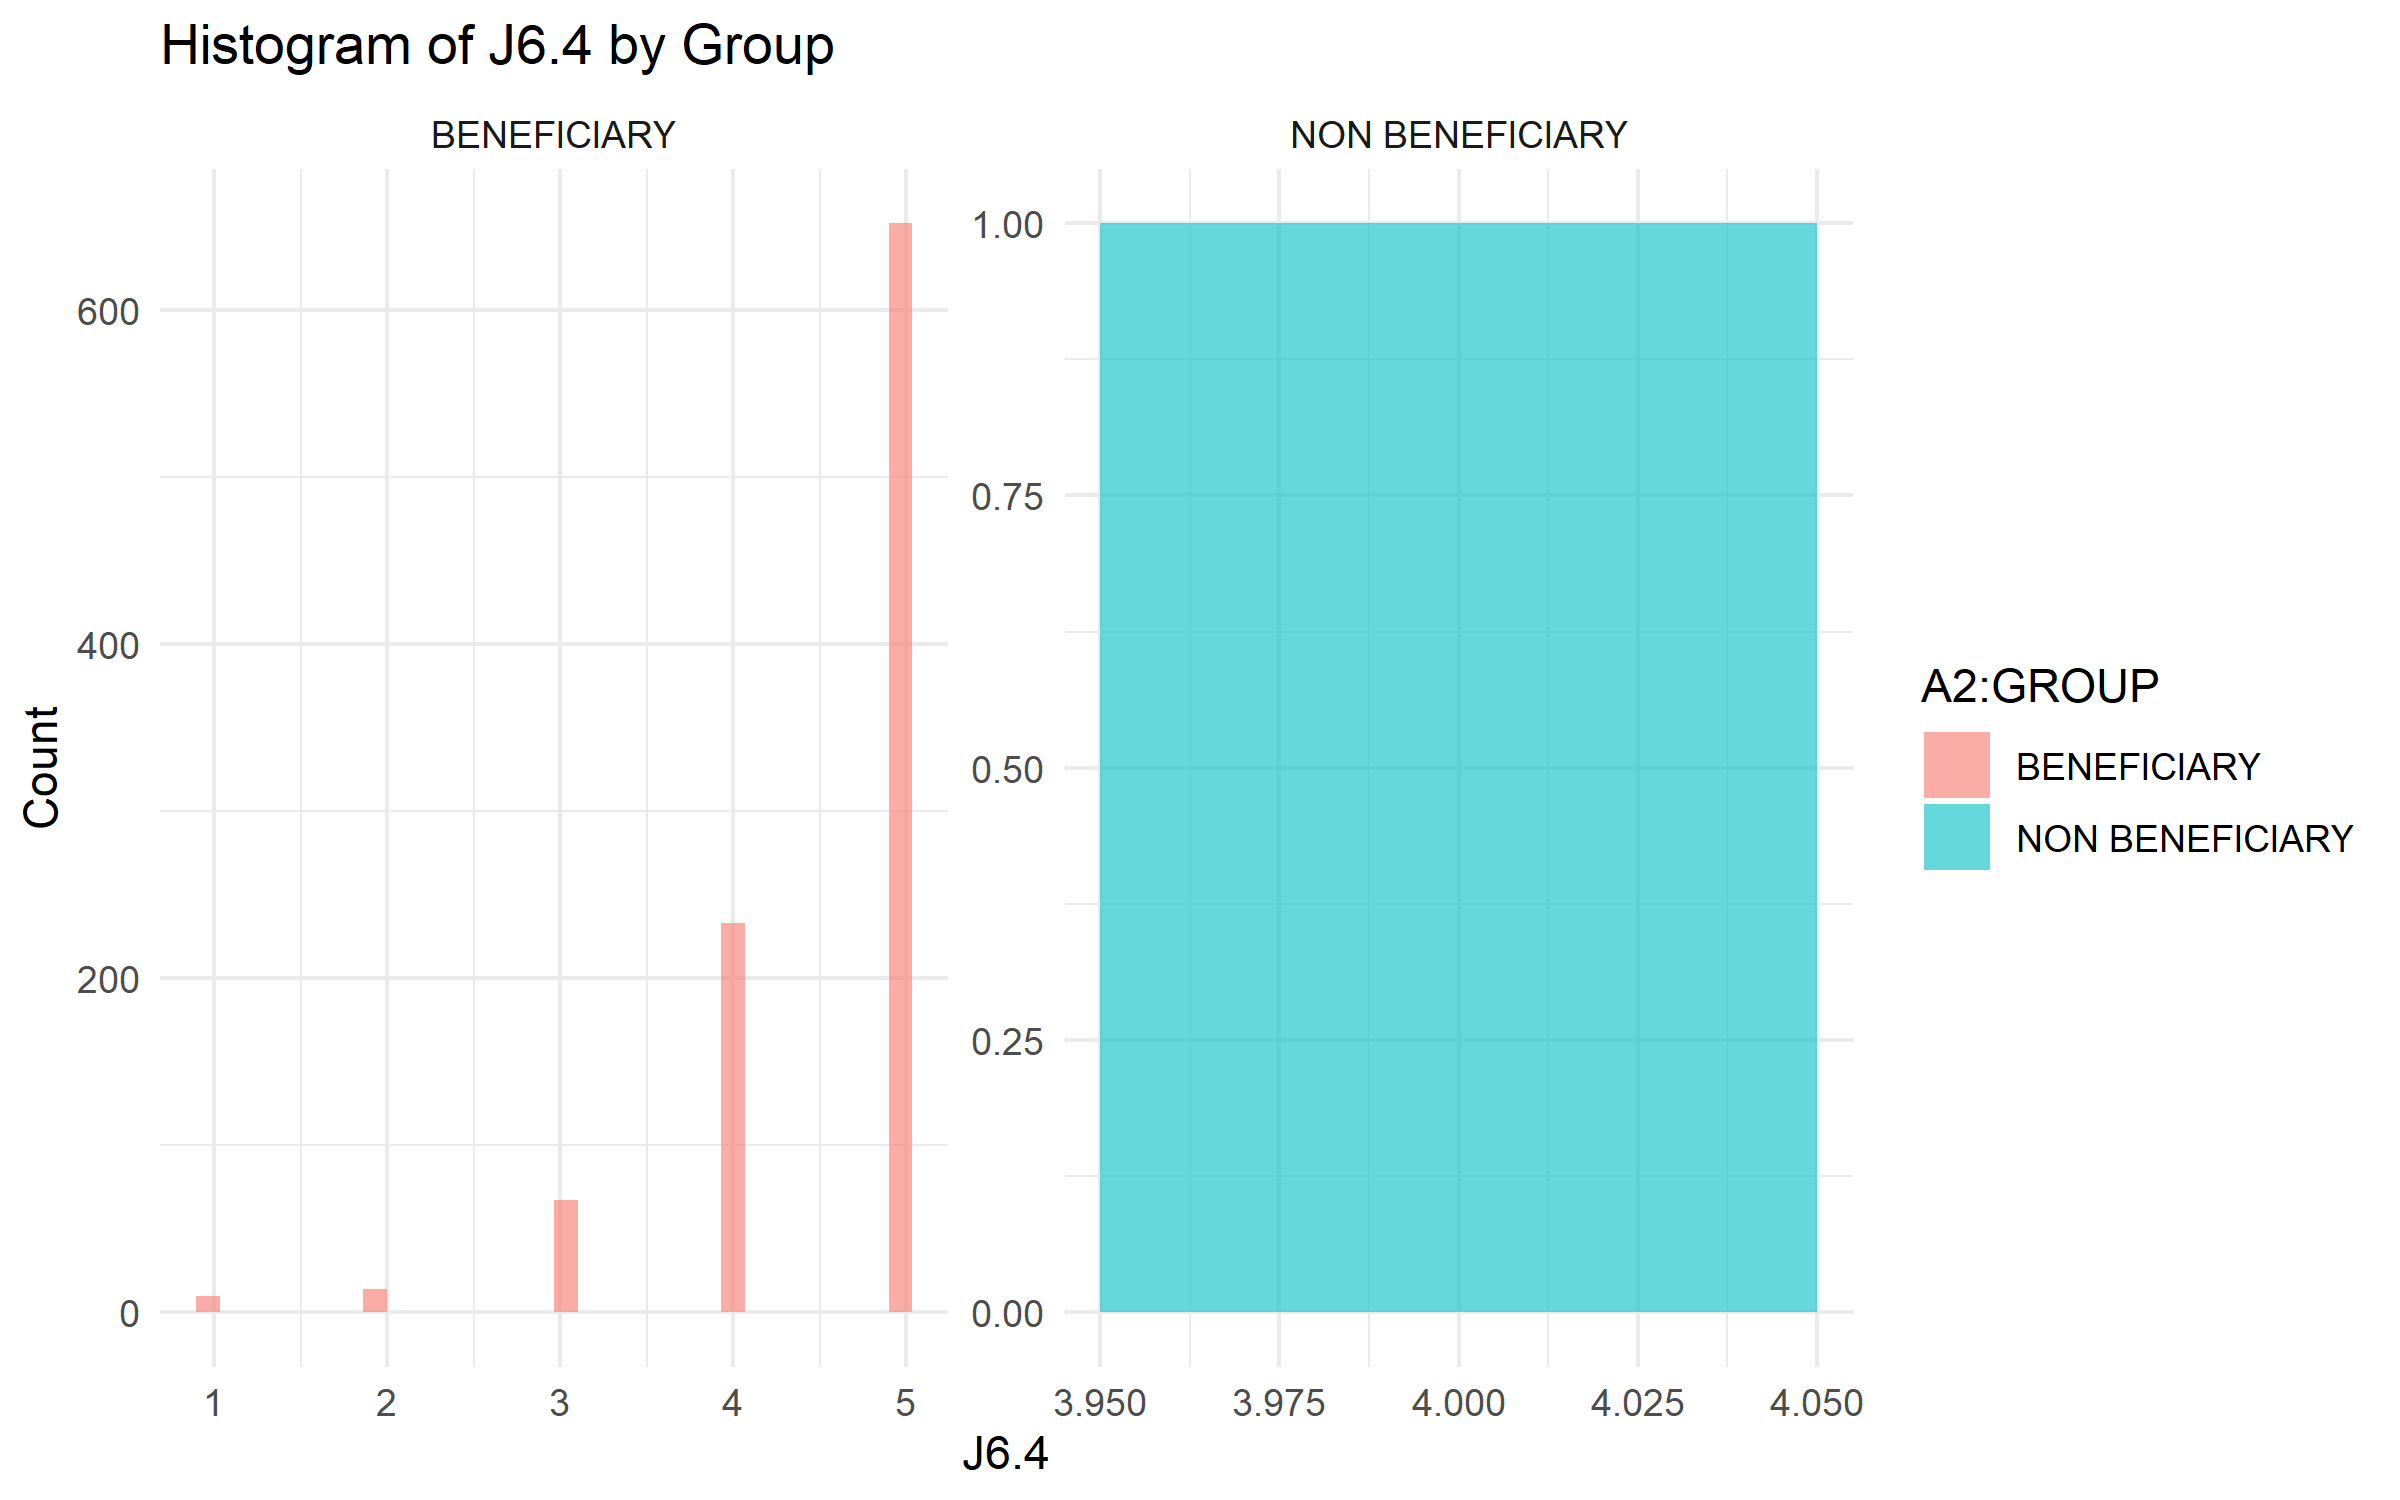 Histogram of J6.4 by Group
BENEFICIARY
NON BENEFICIARY
Count
600
400
200
0
1.00
0.75
0.50
0.25
0.00
1 2 3 4 5
3.950 3.975 4.000 4.025 4.050
J6.4
A2:GROUP
BENEFICIARY
NON BENEFICIARY